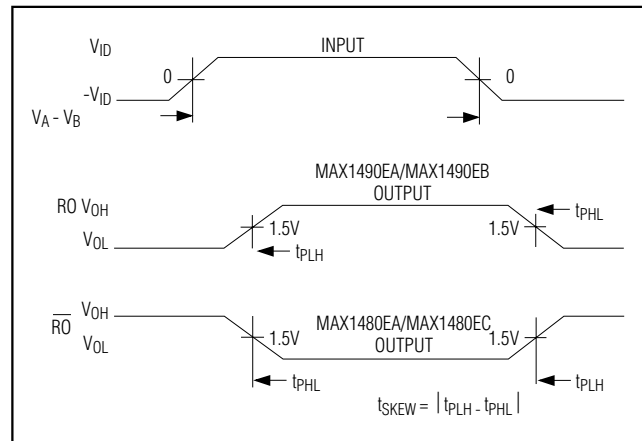 V_ID INPUT
0 0
-V_ID
V_A - V_B
MAX1490EA/MAX1490EB
OUTPUT
RO V_OH t_PHL
1.5V 1.5V
V_OL t_PLH
V_OH MAX1480EA/MAX1480EC
R̅O̅ 1.5V OUTPUT 1.5V
V_OL
t_PHL t_PLH
t_SKEW = | t_PLH - t_PHL |